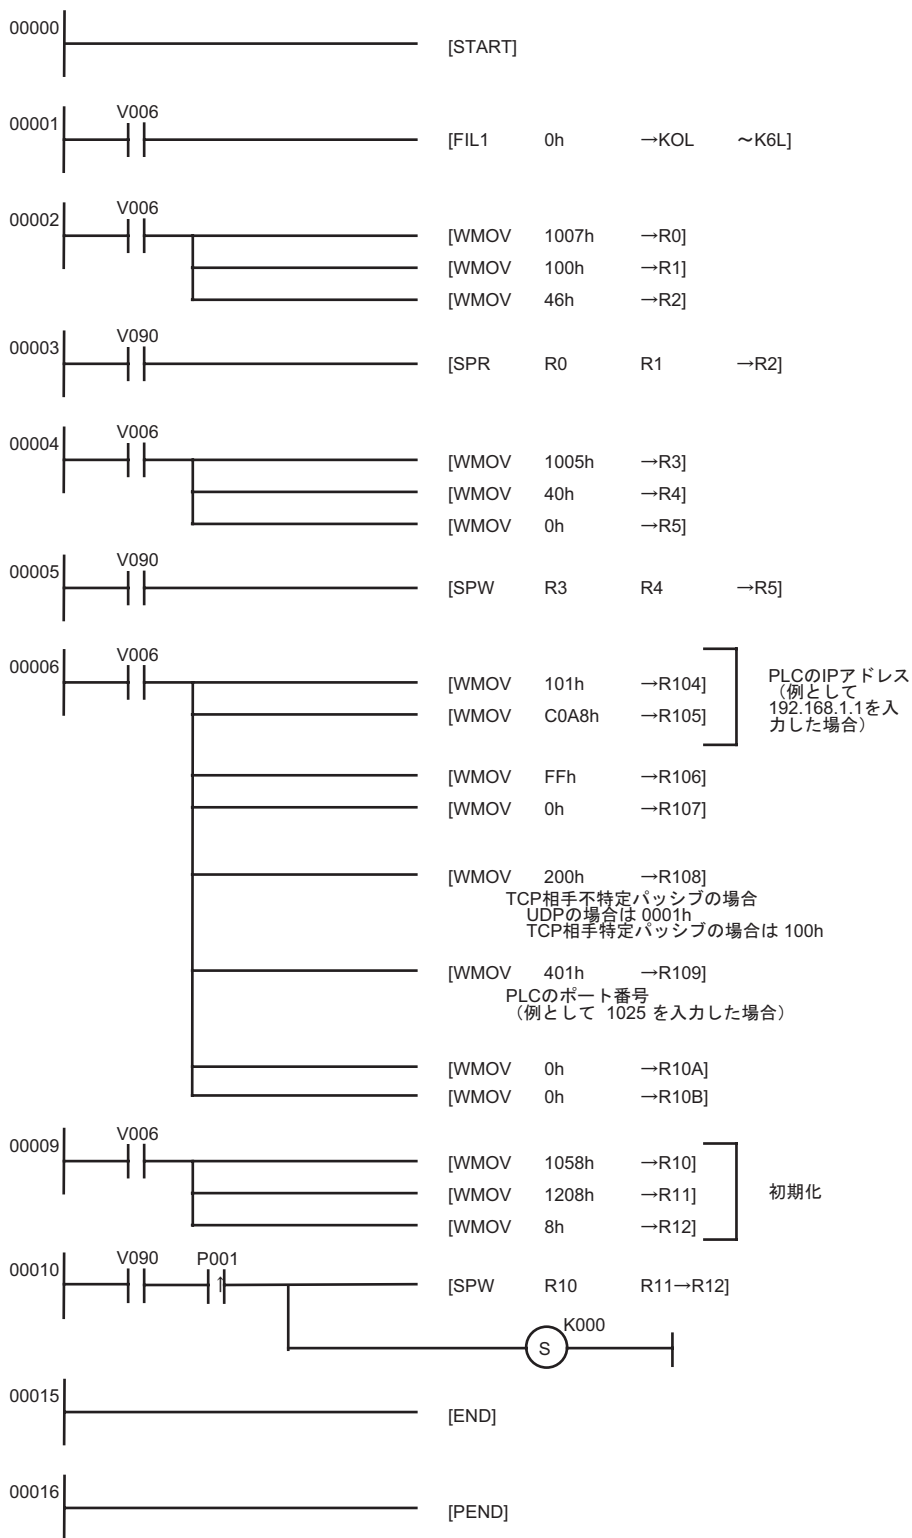 00000
[START]
00001
V006
[FIL1 0h →KOL ～K6L]
00002
V006
[WMOV 1007h →R0]
[WMOV 100h →R1]
[WMOV 46h →R2]
00003
V090
[SPR R0 R1 →R2]
00004
V006
[WMOV 1005h →R3]
[WMOV 40h →R4]
[WMOV 0h →R5]
00005
V090
[SPW R3 R4 →R5]
00006
V006
[WMOV 101h →R104]
[WMOV C0A8h →R105]
PLCのIPアドレス
（例として
192.168.1.1を入
力した場合）
[WMOV FFh →R106]
[WMOV 0h →R107]
[WMOV 200h →R108]
TCP相手不特定パッシブの場合
UDPの場合は 0001h
TCP相手特定パッシブの場合は 100h
[WMOV 401h →R109]
PLCのポート番号
（例として 1025 を入力した場合）
[WMOV 0h →R10A]
[WMOV 0h →R10B]
00009
V006
[WMOV 1058h →R10]
[WMOV 1208h →R11]
[WMOV 8h →R12]
初期化
00010
V090 P001
↑
[SPW R10 R11→R12]
K000
S
00015
[END]
00016
[PEND]